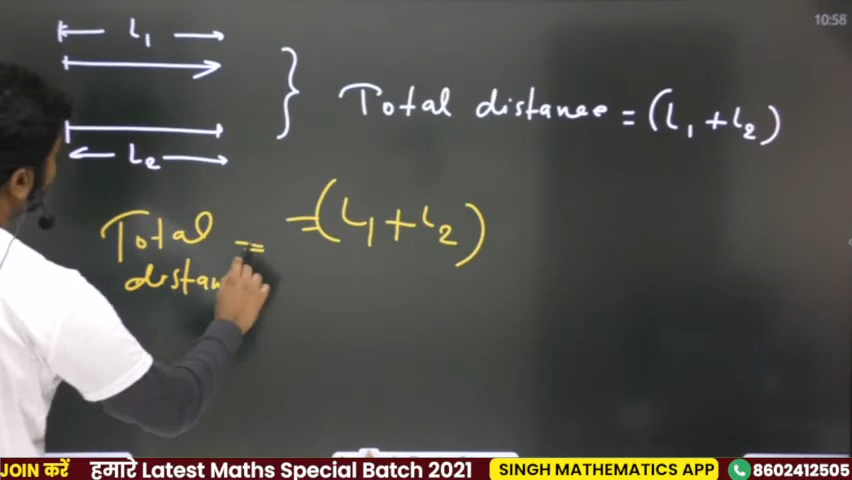 10:58
L₁
Total distance = (L₁ + L₂)
L₂
Total = =(L₁ + L₂)
distan
JOIN करें हमारे Latest Maths Special Batch 2021 SINGH MATHEMATICS APP 8602412505